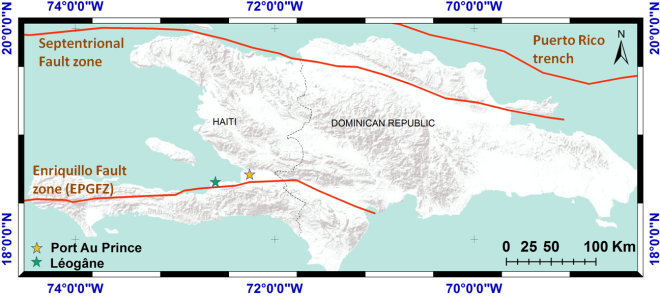 74°0'0"W 72°0'0"W 70°0'0"W
20°0'0"N
20°0'0"N
Septentrional
Fault zone
Puerto Rico
trench
N
HAITI
DOMINICAN REPUBLIC
Enriquillo Fault
zone (EPGFZ)
18°0'0"N
18°0'0"N
Port Au Prince
Léogâne
0 25 50 100 Km
74°0'0"W 72°0'0"W 70°0'0"W